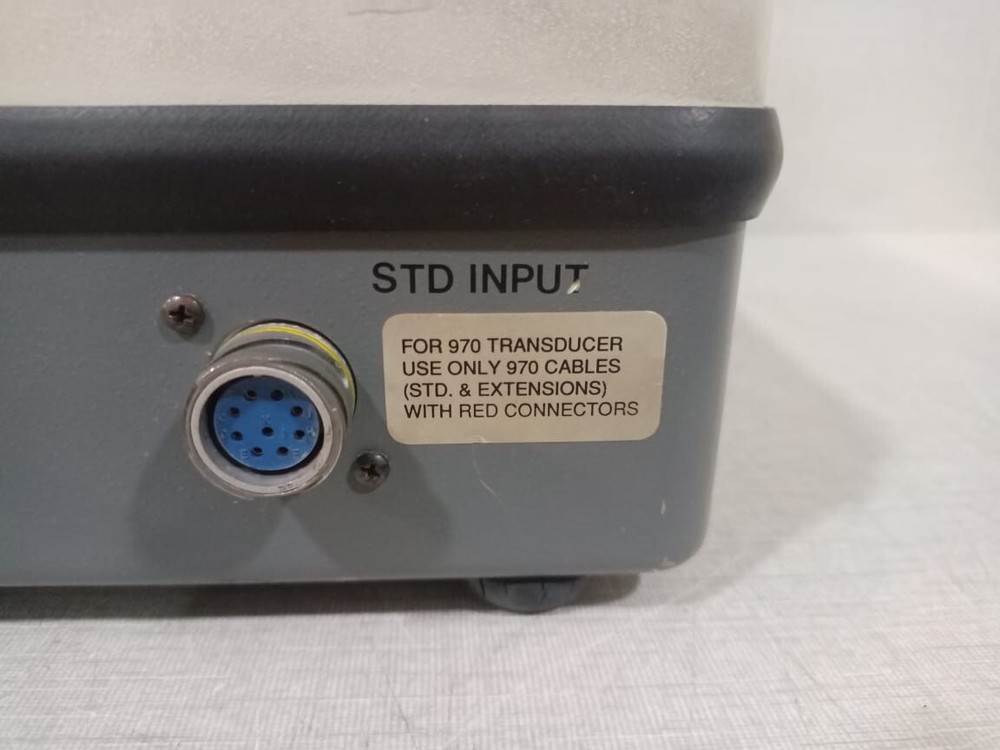 STD INPUT
FOR 970 TRANSDUCER
USE ONLY 970 CABLES
(STD. & EXTENSIONS)
WITH RED CONNECTORS